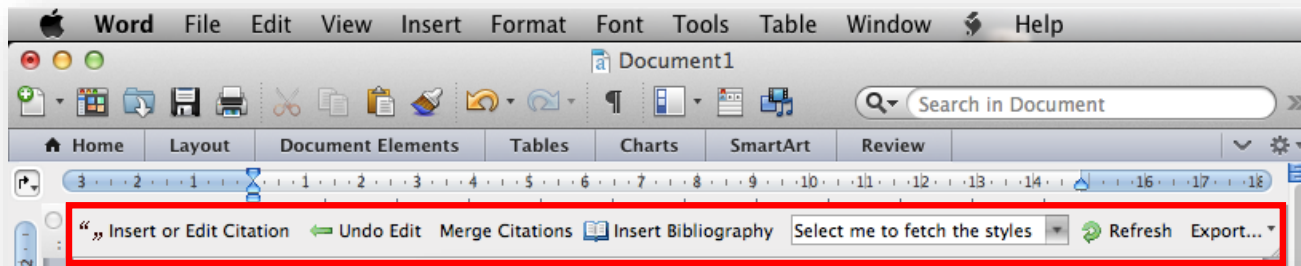 Word File Edit View Insert Format Font Tools Table Window Help
Document1
Search in Document
Home Layout Document Elements Tables Charts SmartArt Review
3 2 1 1 2 3 4 5 6 7 8 9 10 11 12 13 14 16 17 18
“ „ Insert or Edit Citation Undo Edit Merge Citations Insert Bibliography Select me to fetch the styles Refresh Export...
2